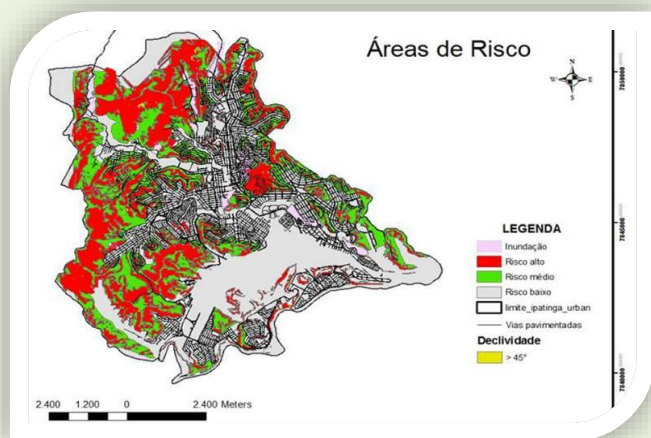 Áreas de Risco
N
W
E
S
7850000
7845000
7840000
LEGENDA
Inundação
Risco alto
Risco médio
Risco baixo
limite_ipatinga_urban
Vias pavimentadas
Declividade
> 45°
2.400 1.200 0 2.400 Meters